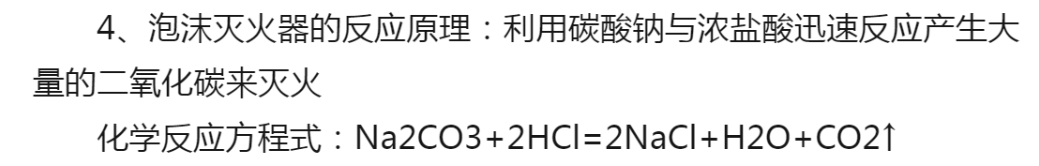 4、泡沫灭火器的反应原理：利用碳酸钠与浓盐酸迅速反应产生大
量的二氧化碳来灭火
化学反应方程式：Na2CO3+2HCl=2NaCl+H2O+CO2↑